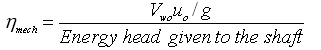 η_mech = V_wo u_o / g
Energy head given to the shaft